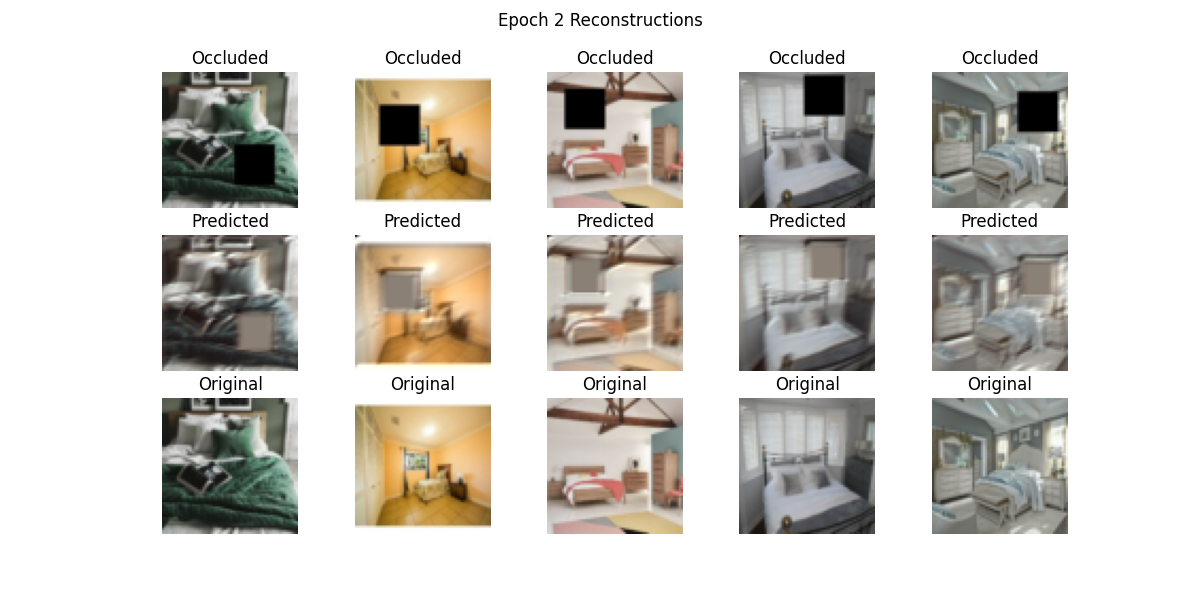 Epoch 2 Reconstructions
Occluded Occluded Occluded Occluded Occluded
Predicted Predicted Predicted Predicted Predicted
Original Original Original Original Original